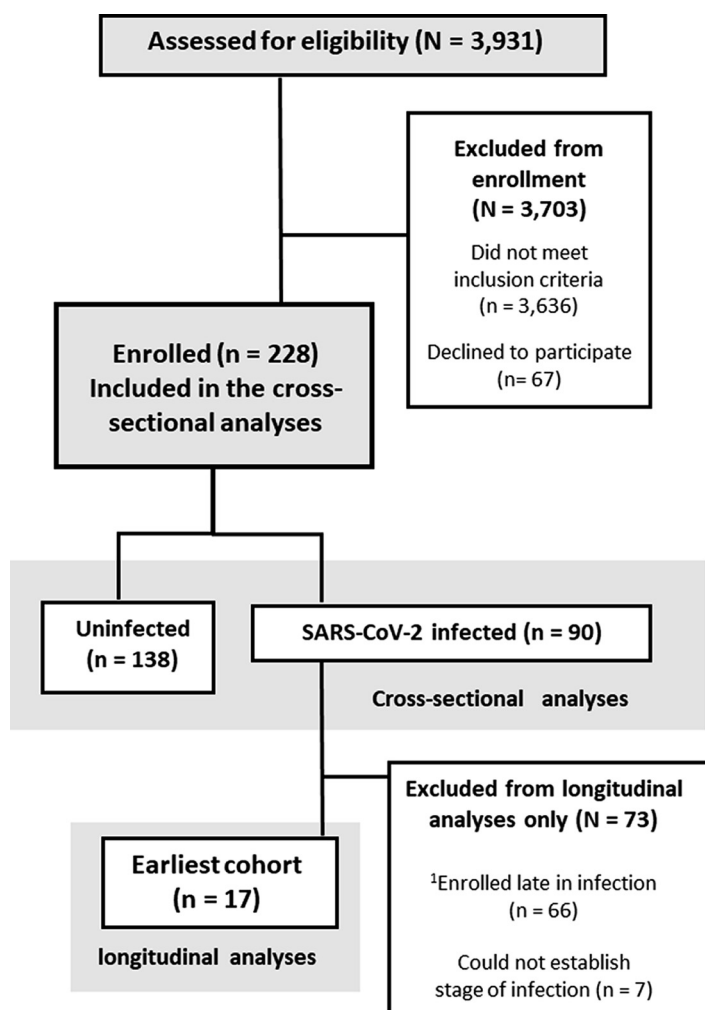 Assessed for eligibility (N = 3,931)
Excluded from
enrollment
(N = 3,703)
Did not meet
inclusion criteria
(n = 3,636)
Declined to participate
(n= 67)
Enrolled (n = 228)
Included in the cross-
sectional analyses
Uninfected
(n = 138)
SARS-CoV-2 infected (n = 90)
Cross-sectional analyses
Excluded from longitudinal
analyses only (N = 73)
¹Enrolled late in infection
(n = 66)
Could not establish
stage of infection (n = 7)
Earliest cohort
(n = 17)
longitudinal analyses